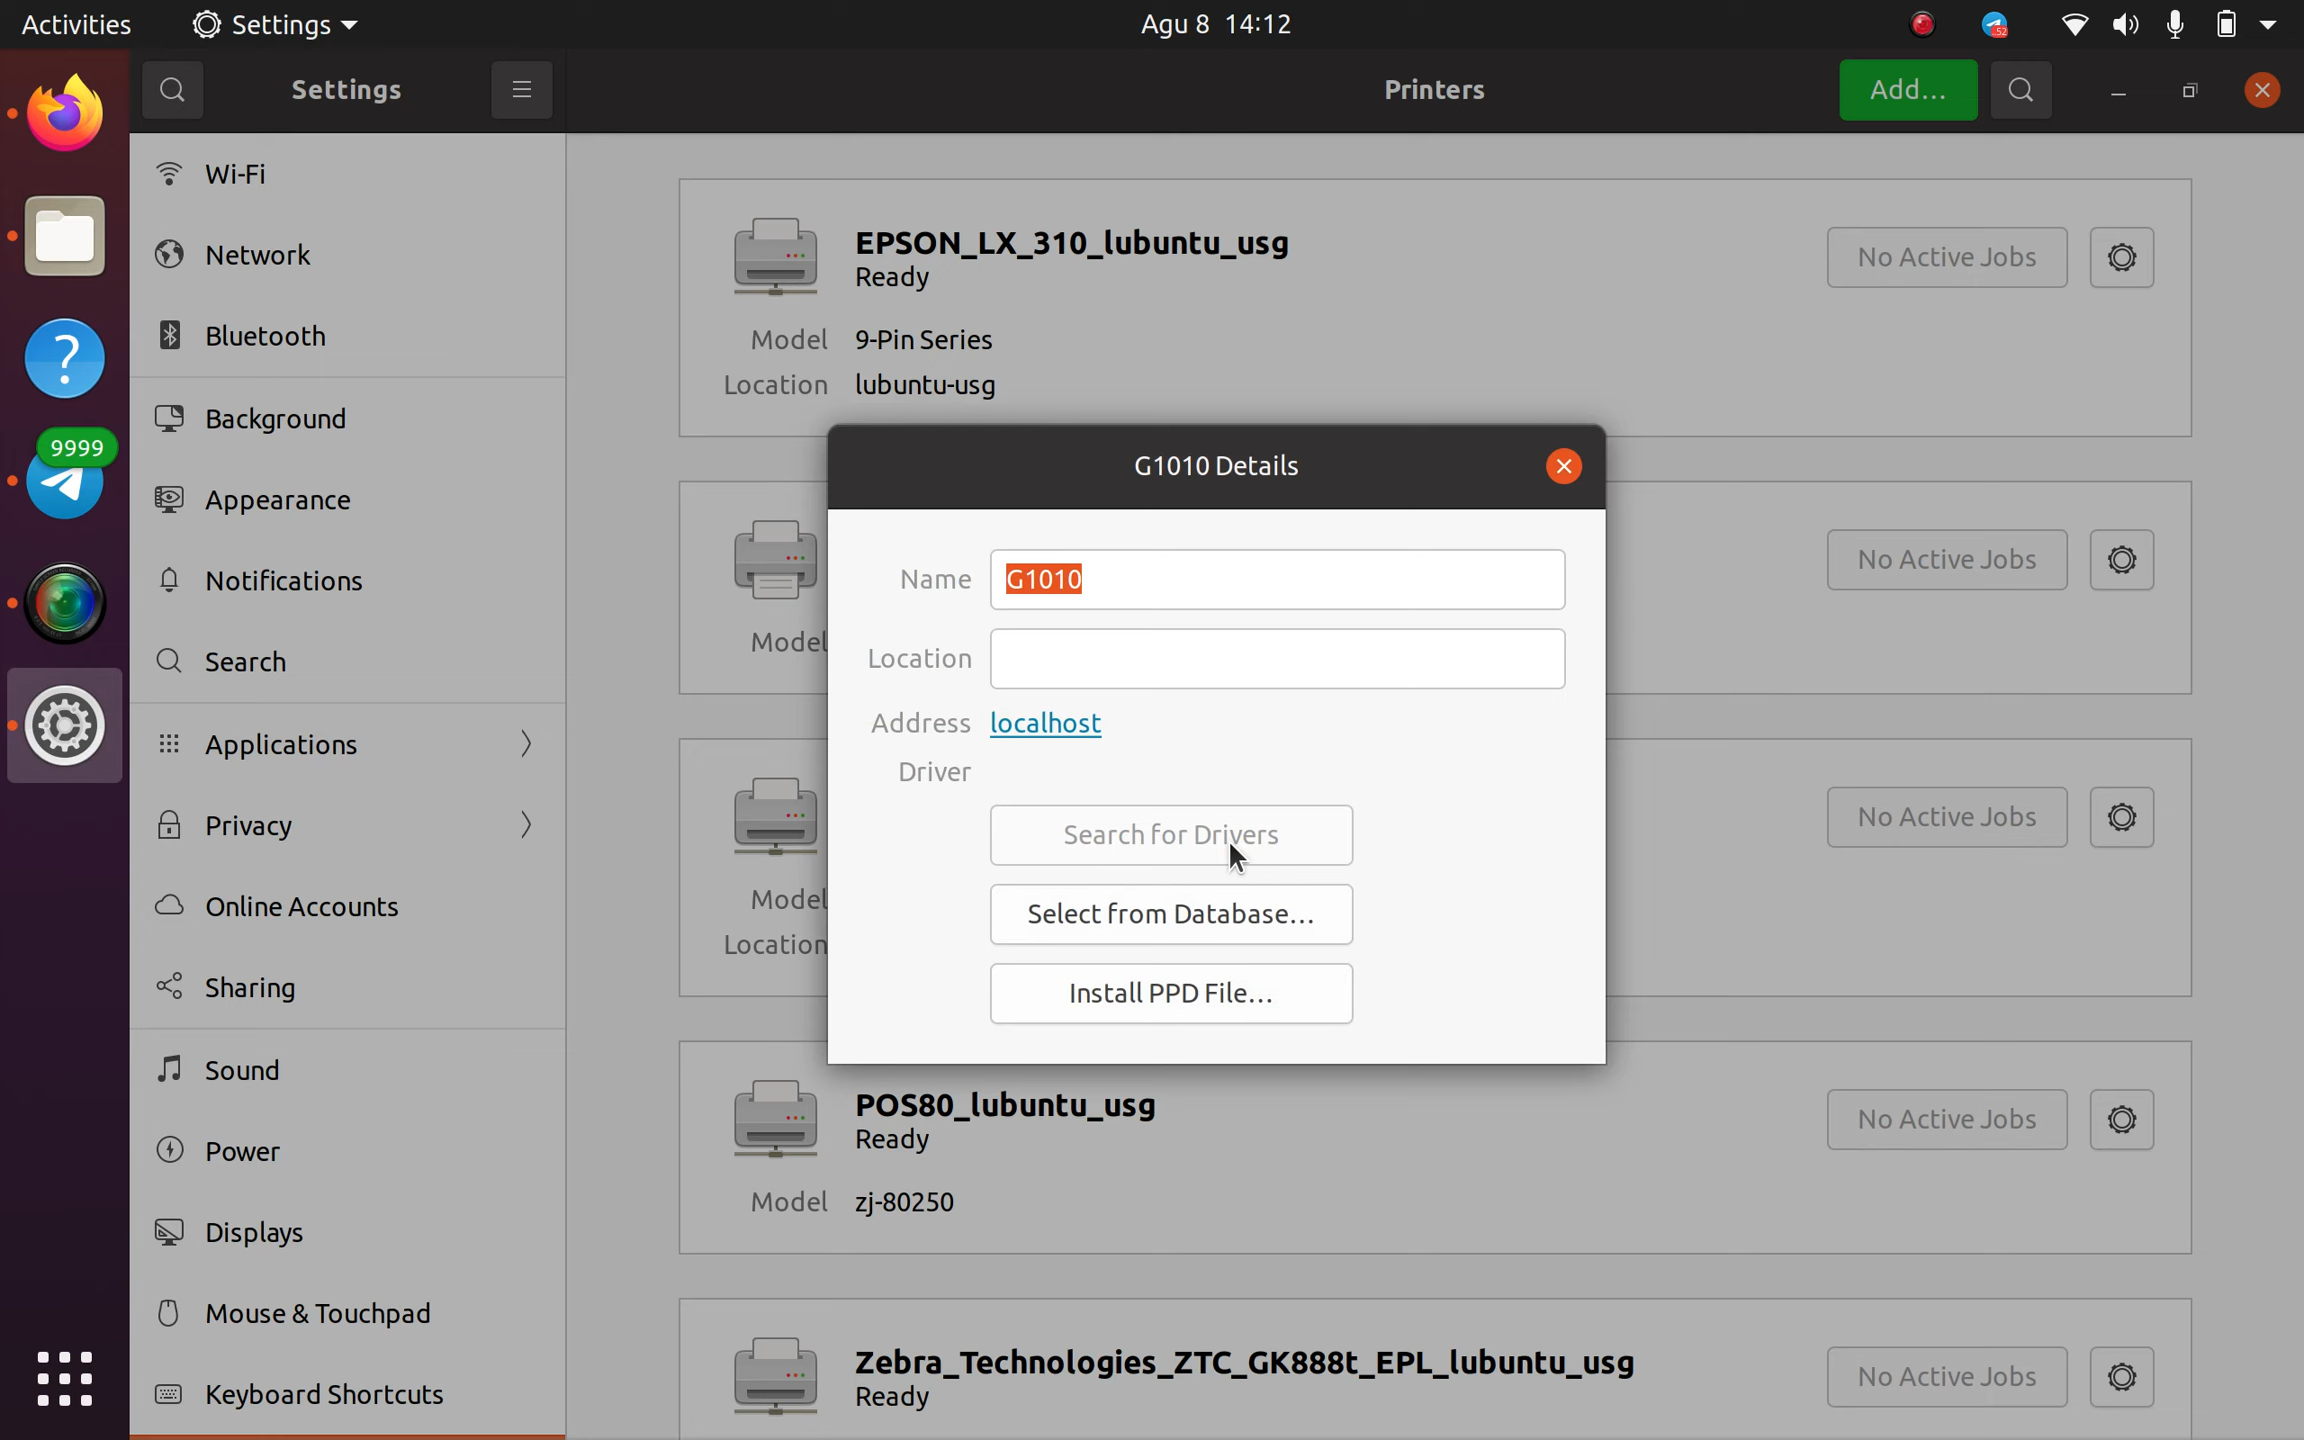 Activities
Settings
Agu 8 14:12
52
Settings
Printers
Add…
9999
Wi-Fi
Network
Bluetooth
Background
Appearance
Notifications
Search
Applications
Privacy
Online Accounts
Sharing
Sound
Power
Displays
Mouse & Touchpad
Keyboard Shortcuts
EPSON_LX_310_lubuntu_usg
Ready
No Active Jobs
Model 9-Pin Series
Location lubuntu-usg
No Active Jobs
Model
No Active Jobs
Model
Location
G1010 Details
Name G1010
Location
Address localhost
Driver
Search for Drivers
Select from Database…
Install PPD File…
POS80_lubuntu_usg
Ready
No Active Jobs
Model zj-80250
Zebra_Technologies_ZTC_GK888t_EPL_lubuntu_usg
Ready
No Active Jobs